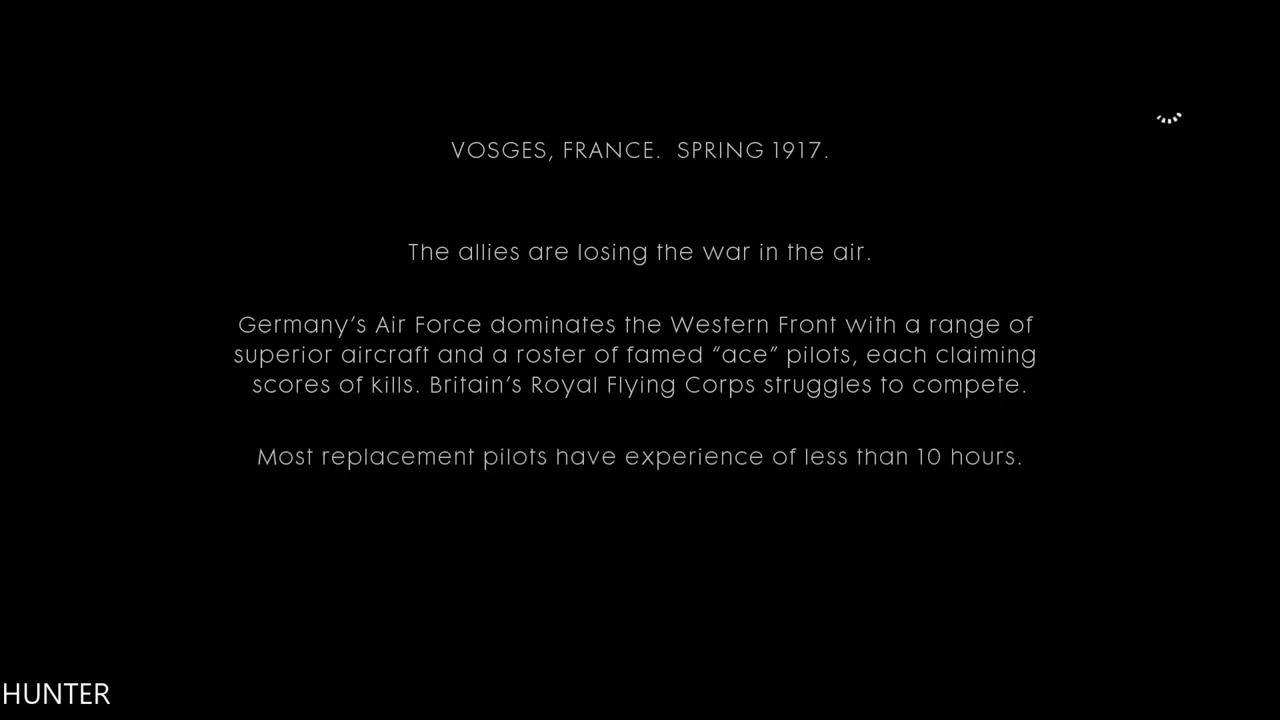 VOSGES, FRANCE. SPRING 1917.
The allies are losing the war in the air.
Germany’s Air Force dominates the Western Front with a range of
superior aircraft and a roster of famed “ace” pilots, each claiming
scores of kills. Britain’s Royal Flying Corps struggles to compete.
Most replacement pilots have experience of less than 10 hours.
HUNTER